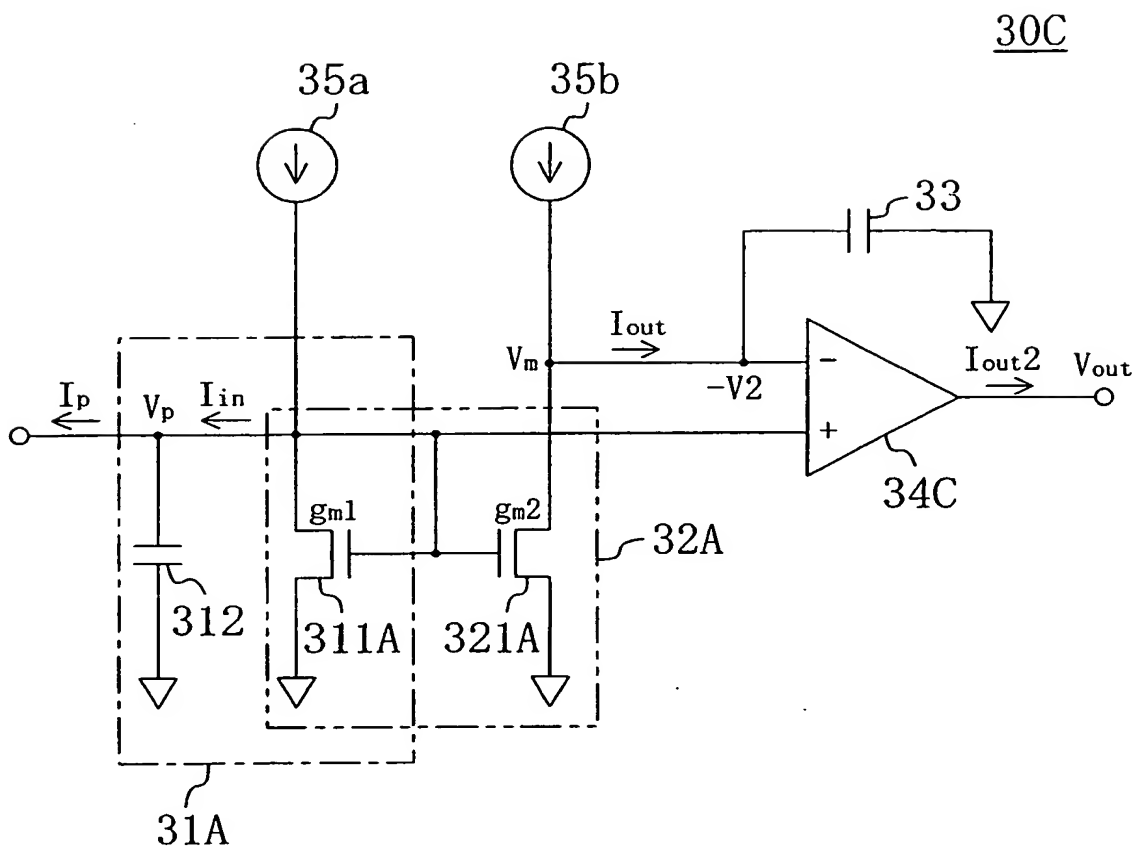 30C
35a
35b
33
Iout
Vm
-V2
-
+
Iout2
Vout
34C
Ip
Vp
Iin
gm1
gm2
32A
312
311A
321A
31A